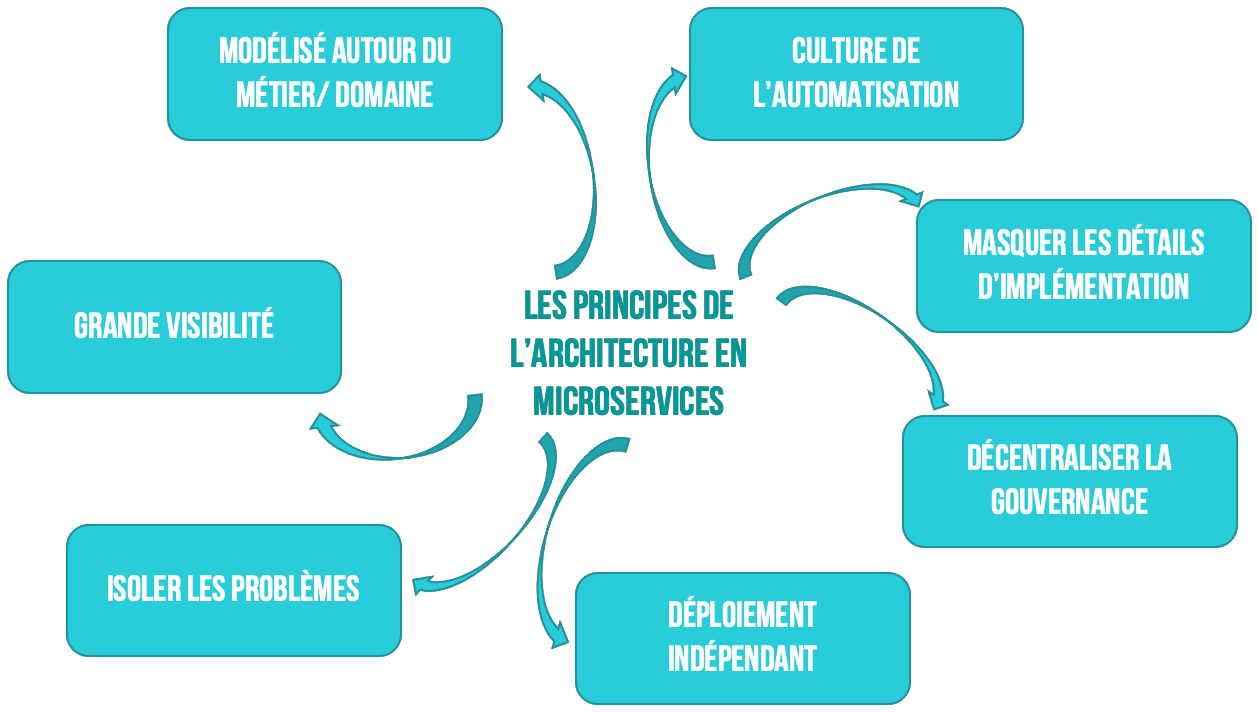 MODÉLISÉ AUTOUR DU
MÉTIER/ DOMAINE
CULTURE DE
L'AUTOMATISATION
MASQUER LES DÉTAILS
D'IMPLÉMENTATION
GRANDE VISIBILITÉ
LES PRINCIPES DE
L'ARCHITECTURE EN
MICROSERVICES
DÉCENTRALISER LA
GOUVERNANCE
ISOLER LES PROBLÈMES
DÉPLOIEMENT
INDÉPENDANT